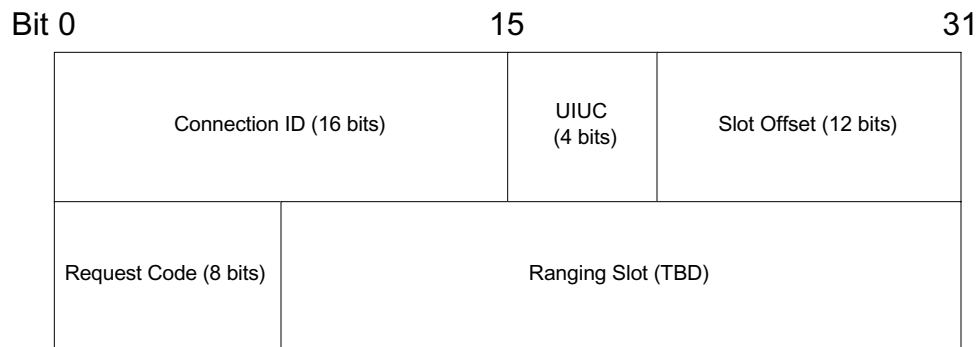 Bit 0 15 31
Connection ID (16 bits) UIUC (4 bits) Slot Offset (12 bits)
Request Code (8 bits) Ranging Slot (TBD)